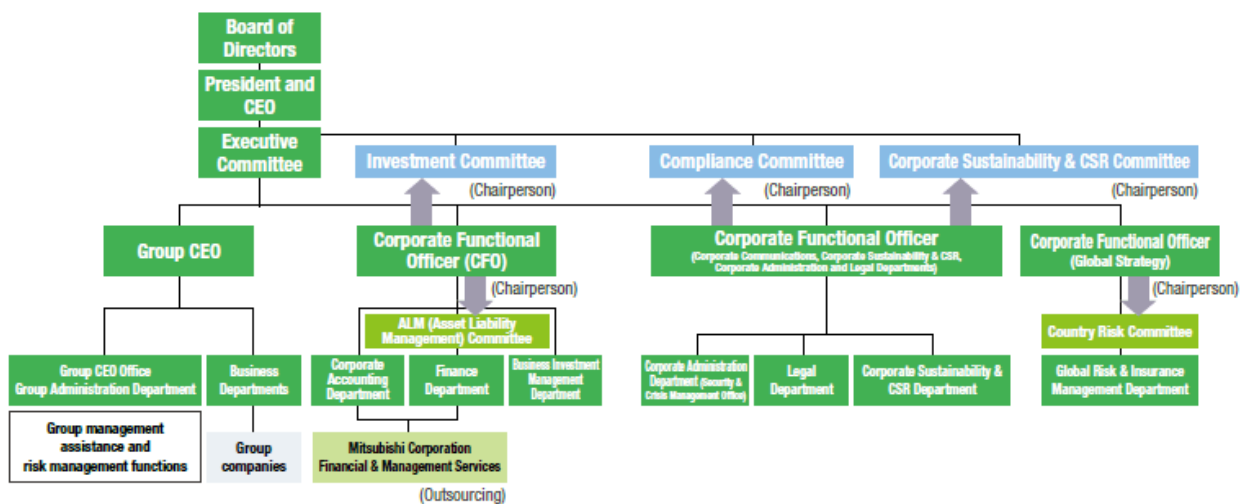 Board of
Directors
President and
CEO
Executive
Committee
Investment Committee
Compliance Committee
Corporate Sustainability & CSR Committee
(Chairperson)
(Chairperson)
(Chairperson)
Group CEO
Corporate Functional
Officer (CFO)
Corporate Functional Officer
(Corporate Communications, Corporate Sustainability & CSR,
Corporate Administration and Legal Departments)
Corporate Functional Officer
(Global Strategy)
(Chairperson)
(Chairperson)
ALM (Asset Liability
Management) Committee
Country Risk Committee
Group CEO Office
Group Administration Department
Business
Departments
Corporate
Accounting
Department
Finance
Department
Business Investment
Management
Department
Corporate Administration
Department (Security &
Crisis Management Office)
Legal
Department
Corporate Sustainability &
CSR Department
Global Risk & Insurance
Management Department
Group management
assistance and
risk management functions
Group
companies
Mitsubishi Corporation
Financial & Management Services
(Outsourcing)